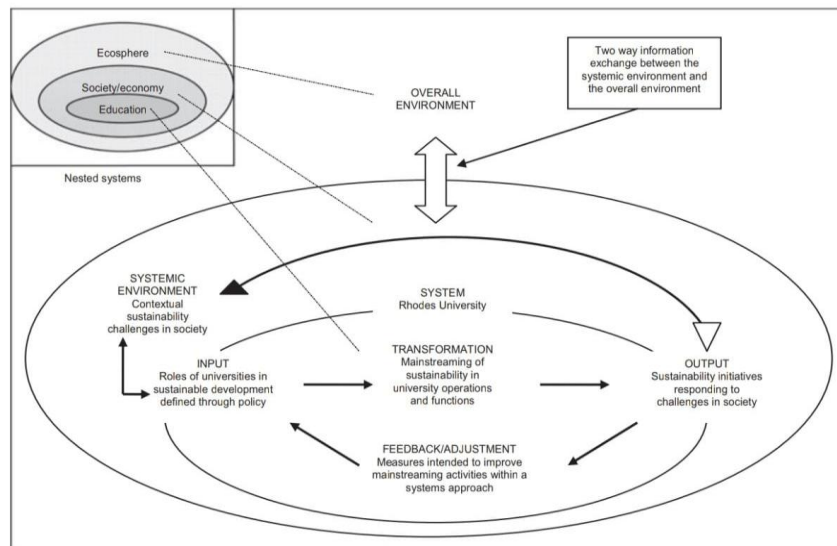 Ecosphere
Society/economy
Education
Nested systems
OVERALL
ENVIRONMENT
Two way information
exchange between the
systemic environment and
the overall environment
SYSTEMIC
ENVIRONMENT
Contextual
sustainability
challenges in society
SYSTEM
Rhodes University
INPUT
Roles of universities in
sustainable development
defined through policy
TRANSFORMATION
Mainstreaming of
sustainability in
university operations
and functions
OUTPUT
Sustainability initiatives
responding to
challenges in society
FEEDBACK/ADJUSTMENT
Measures intended to improve
mainstreaming activities within a
systems approach